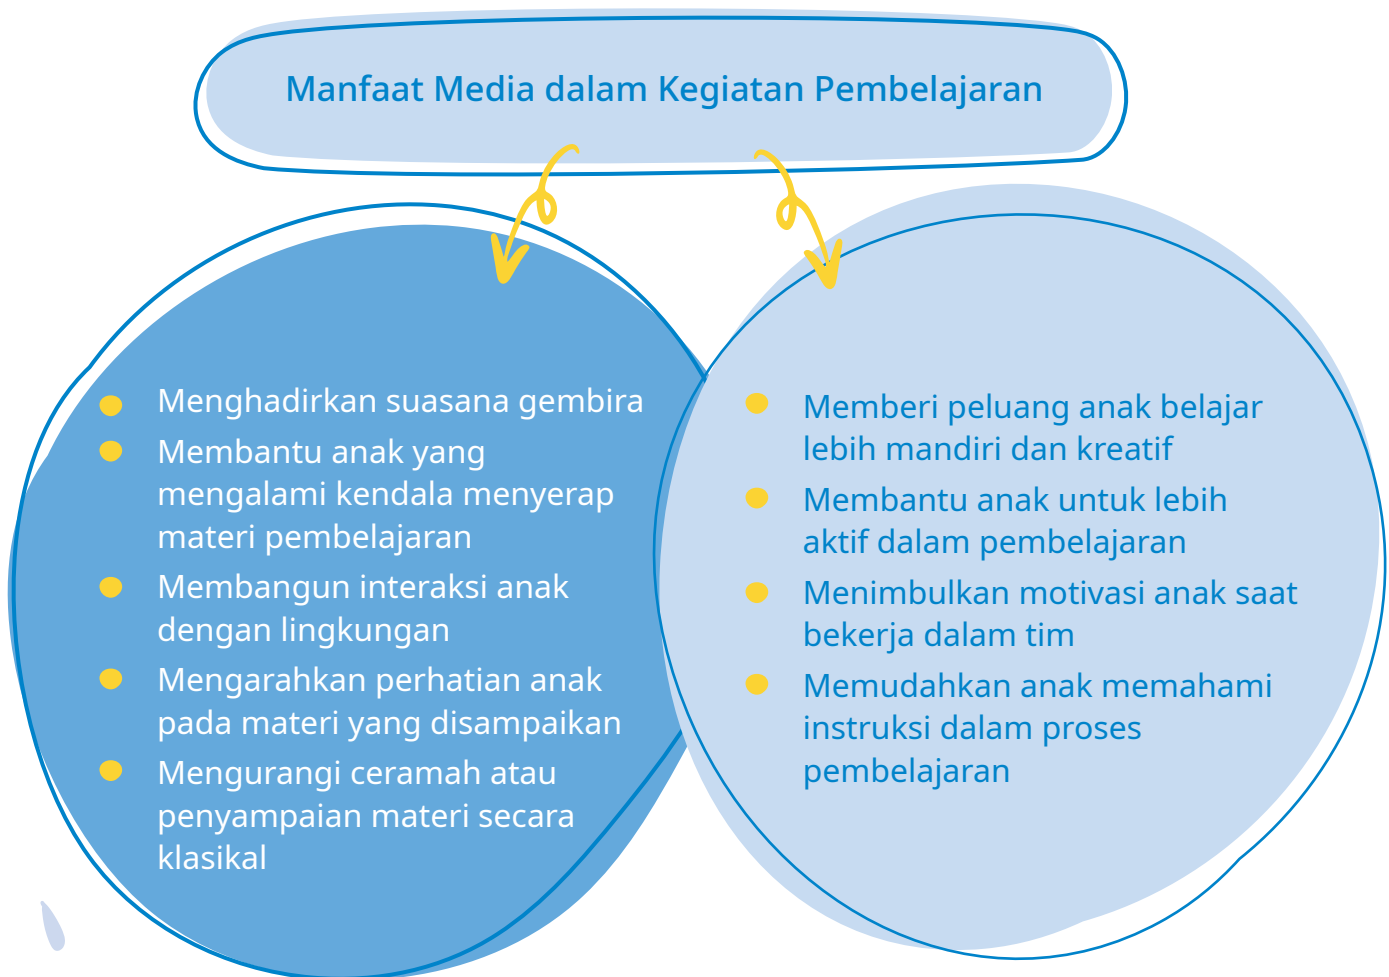 Manfaat Media dalam Kegiatan Pembelajaran
Menghadirkan suasana gembira
Membantu anak yang
mengalami kendala menyerap
materi pembelajaran
Membangun interaksi anak
dengan lingkungan
Mengarahkan perhatian anak
pada materi yang disampaikan
Mengurangi ceramah atau
penyampaian materi secara
klasikal
Memberi peluang anak belajar
lebih mandiri dan kreatif
Membantu anak untuk lebih
aktif dalam pembelajaran
Menimbulkan motivasi anak saat
bekerja dalam tim
Memudahkan anak memahami
instruksi dalam proses
pembelajaran